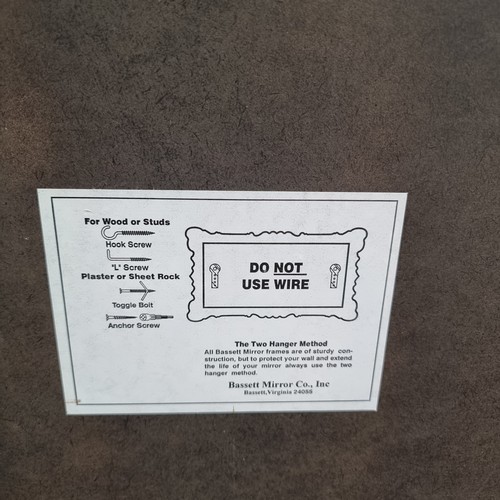 For Wood or Studs
Hook Screw
"L" Screw
Plaster or Sheet Rock
Toggle Bolt
Anchor Screw
DO NOT
USE WIRE
The Two Hanger Method
All Bassett Mirror frames are of sturdy con-
struction, but to protect your wall and extend
the life of your mirror always use the two
hanger method.
Bassett Mirror Co., Inc
Bassett, Virginia 24055